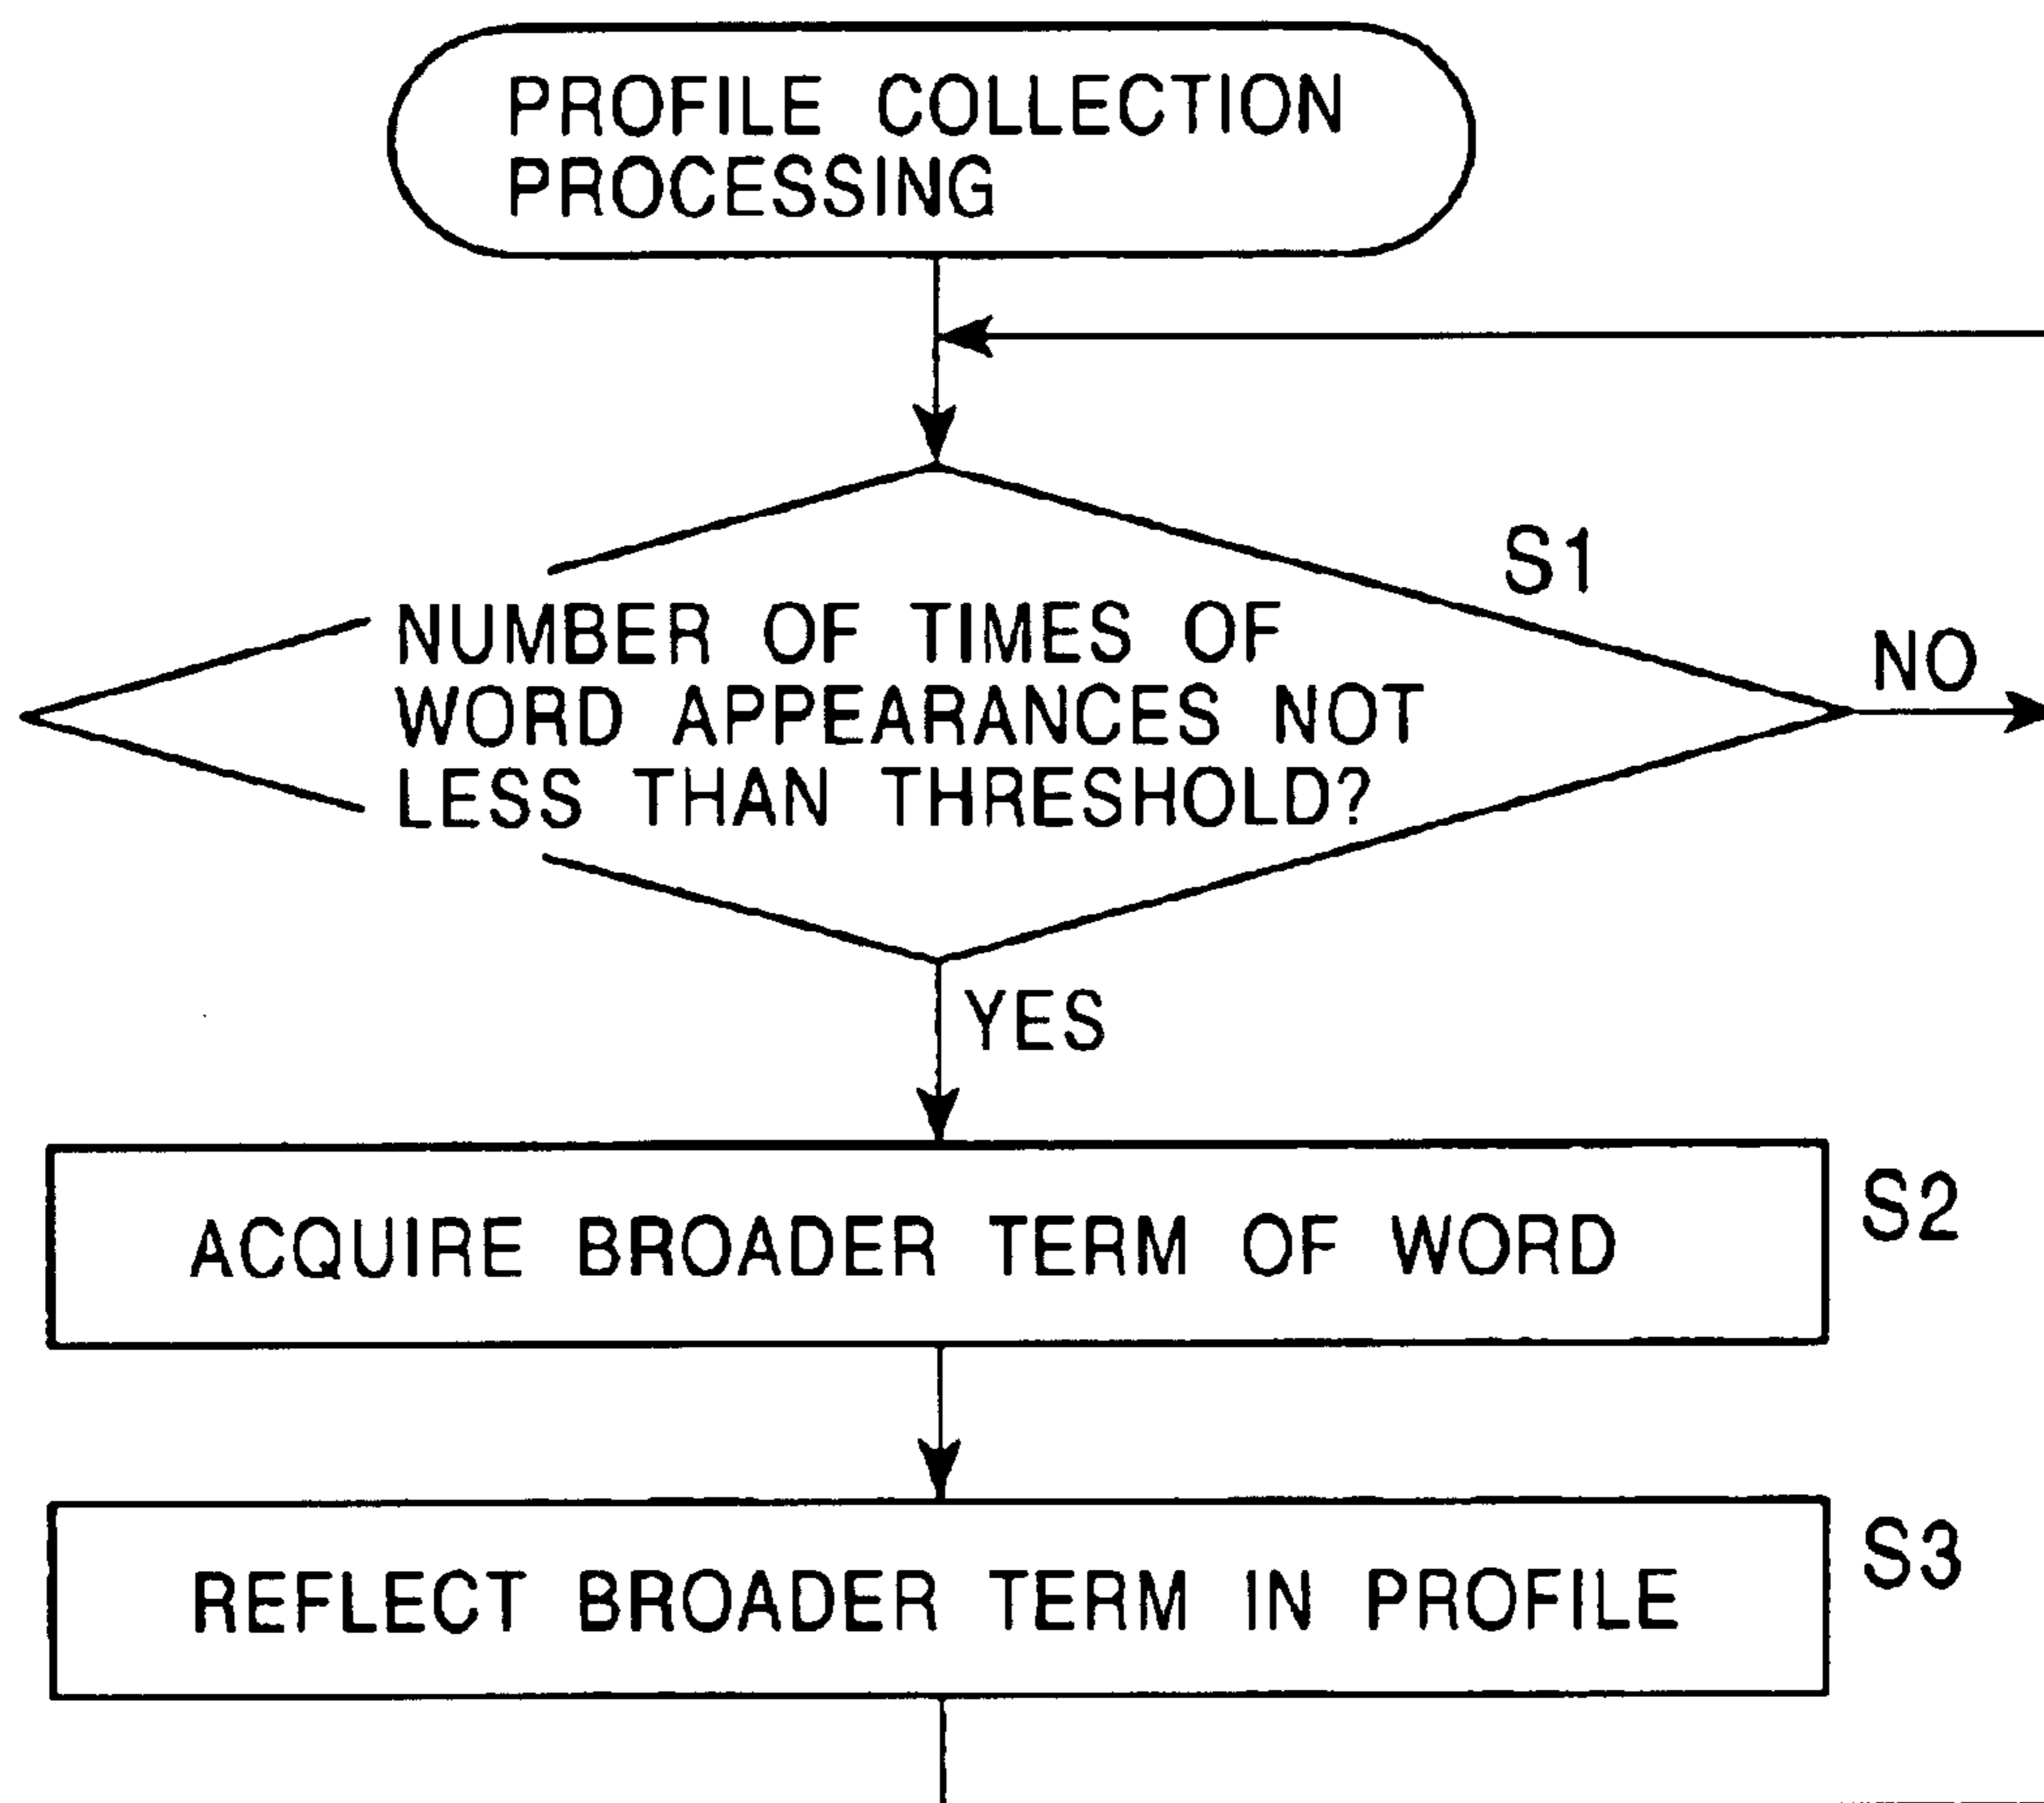 PROFILE COLLECTION
PROCESSING
S1
NUMBER OF TIMES OF
WORD APPEARANCES NOT
LESS THAN THRESHOLD?
NO
YES
ACQUIRE BROADER TERM OF WORD
S2
REFLECT BROADER TERM IN PROFILE
S3